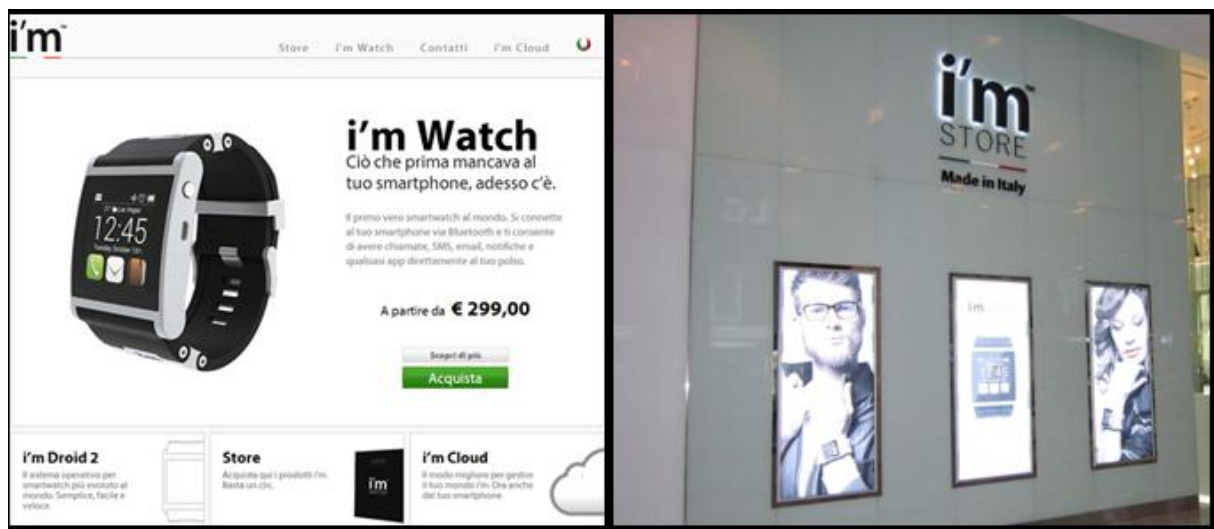 i'm™
Store
i'm Watch
Contatti
i'm Cloud
12:45
i'm Watch
Ciò che prima mancava al
tuo smartphone, adesso c'è.
Il primo vero smartwatch al mondo. Si connette
al tuo smartphone via Bluetooth e ti consente
di avere chiamate, SMS, email, notifiche e
qualsiasi app direttamente al tuo polso.
A partire da € 299,00
Scopri di più
Acquista
i'm Droid 2
Il sistema operativo per
smartwatch più evoluto al
mondo. Semplice, facile e
veloce.
Store
Acquista qui i prodotti i'm.
Basta un clic.
i'm
i'm Cloud
Il modo migliore per gestire
il tuo mondo i'm. Ora anche
dal tuo smartphone.
i'm™
STORE
Made in Italy
i'm